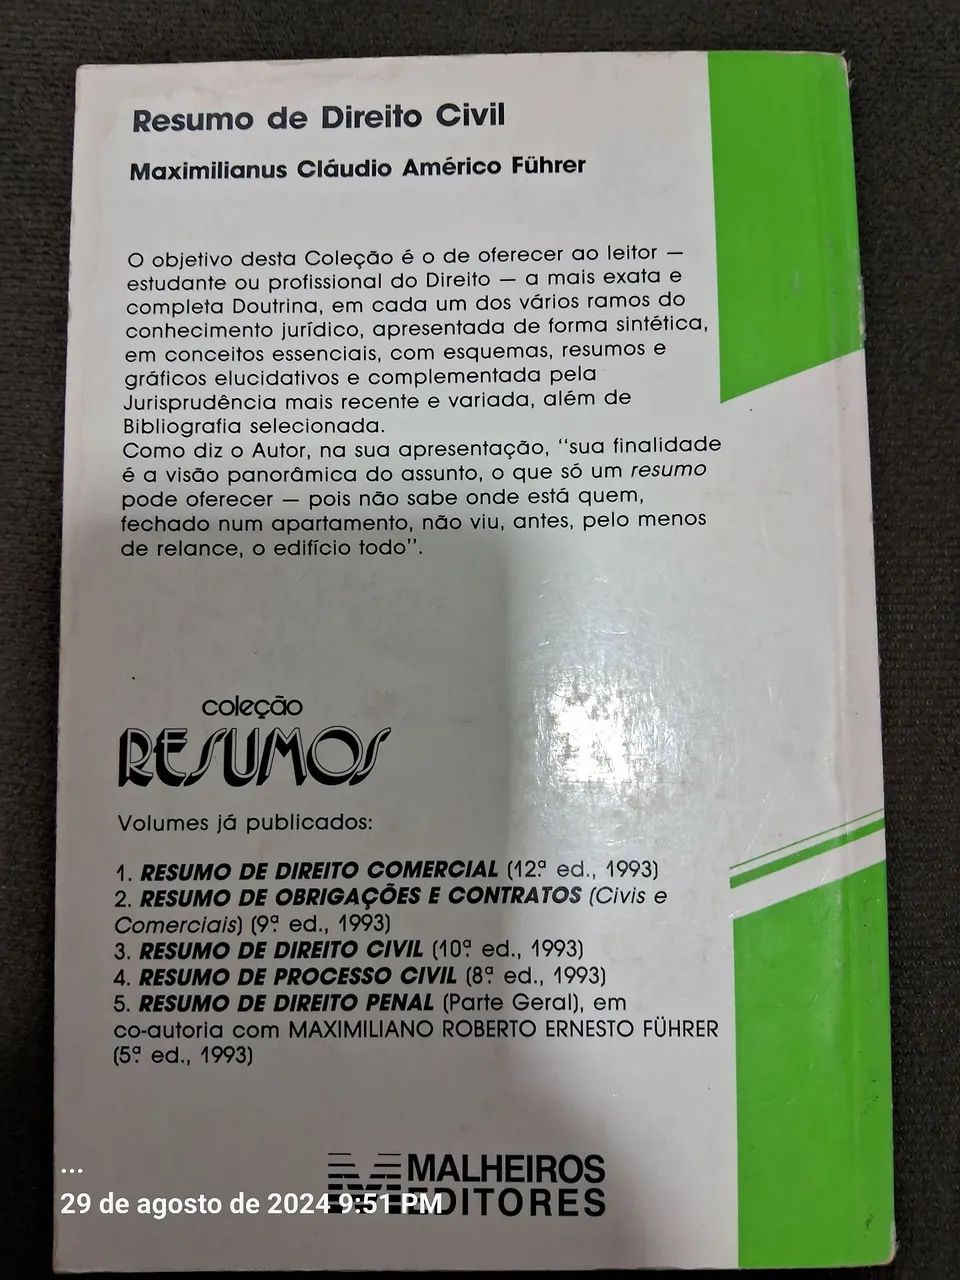 Resumo de Direito Civil
Maximilianus Cláudio Américo Führer
O objetivo desta Coleção é o de oferecer ao leitor —
estudante ou profissional do Direito — a mais exata e
completa Doutrina, em cada um dos vários ramos do
conhecimento jurídico, apresentada de forma sintética,
em conceitos essenciais, com esquemas, resumos e
gráficos elucidativos e complementada pela
Jurisprudência mais recente e variada, além de
Bibliografia selecionada.
Como diz o Autor, na sua apresentação, “sua finalidade
é a visão panorâmica do assunto, o que só um resumo
pode oferecer — pois não sabe onde está quem,
fechado num apartamento, não viu, antes, pelo menos
de relance, o edifício todo”.
coleção
RESUMOS
Volumes já publicados:
1. RESUMO DE DIREITO COMERCIAL (12ª ed., 1993)
2. RESUMO DE OBRIGAÇÕES E CONTRATOS (Civis e
Comerciais) (9ª ed., 1993)
3. RESUMO DE DIREITO CIVIL (10ª ed., 1993)
4. RESUMO DE PROCESSO CIVIL (8ª ed., 1993)
5. RESUMO DE DIREITO PENAL (Parte Geral), em
co-autoria com MAXIMILIANO ROBERTO ERNESTO FÜHRER
(5ª ed., 1993)
MALHEIROS
EDITORES
...
29 de agosto de 2024 9:51 PM